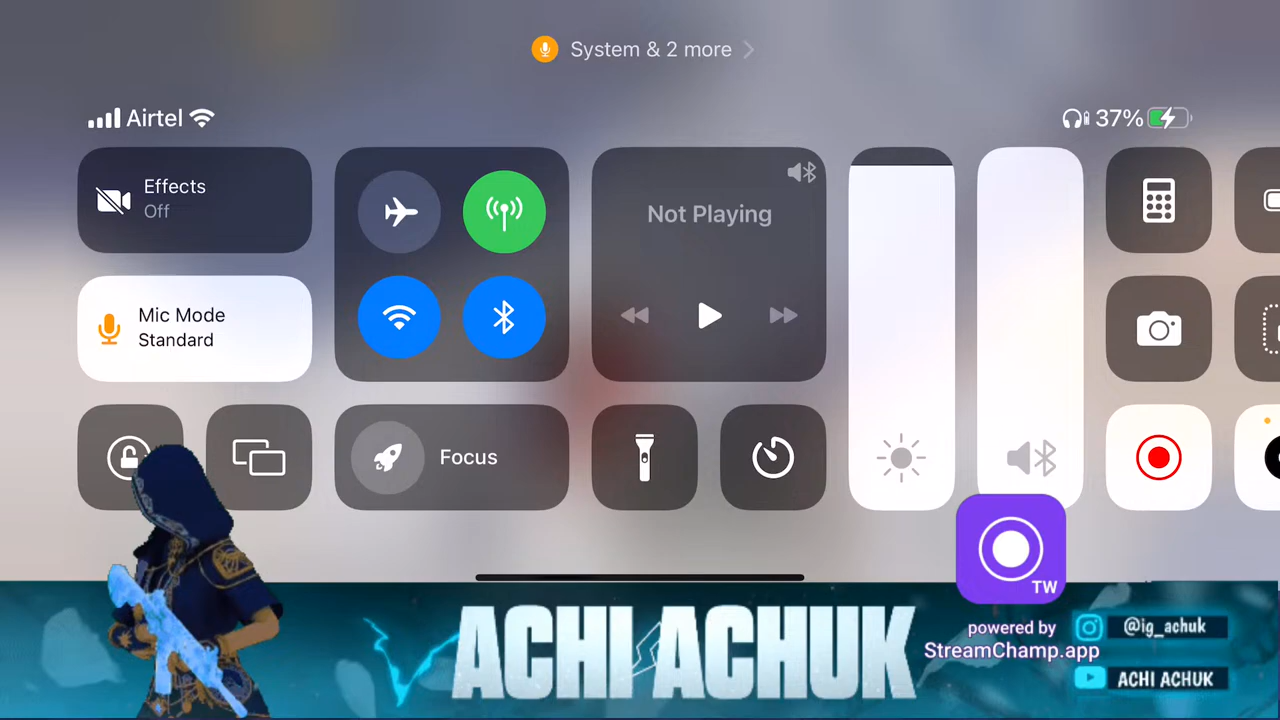 System & 2 more
Airtel
37%
Effects
Off
Mic Mode
Standard
Not Playing
Focus
TW
powered by
StreamChamp.app
ACHI ACHUK
@ig_achuk
ACHI ACHUK